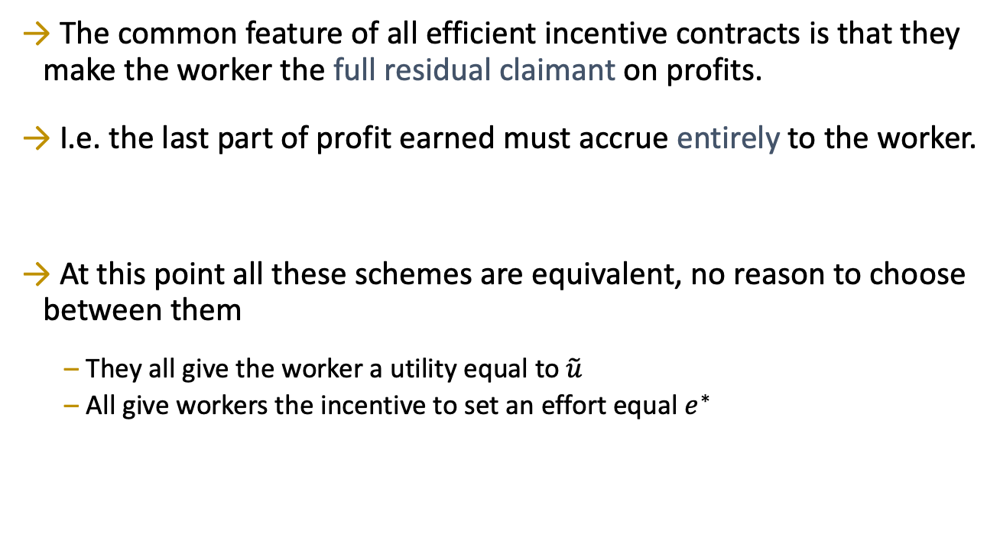 → The common feature of all efficient incentive contracts is that they
make the worker the full residual claimant on profits.
→ I.e. the last part of profit earned must accrue entirely to the worker.
→ At this point all these schemes are equivalent, no reason to choose
between them
– They all give the worker a utility equal to ũ
– All give workers the incentive to set an effort equal e*